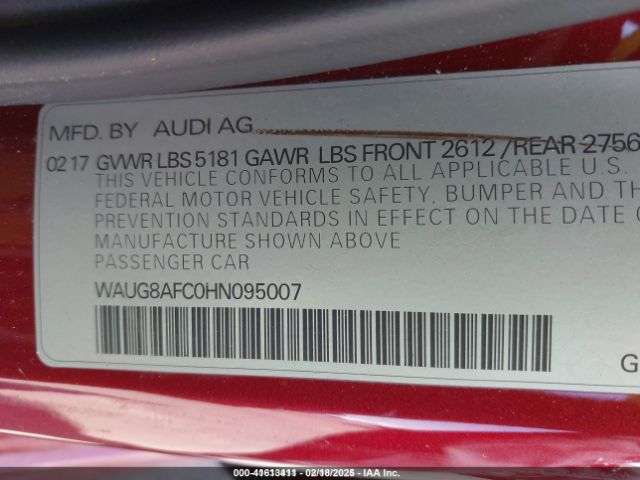 MFD. BY AUDI AG
02 17 GVWR LBS 5181 GAWR LBS FRONT 2612 /REAR 2756
THIS VEHICLE CONFORMS TO ALL APPLICABLE U.S.
FEDERAL MOTOR VEHICLE SAFETY, BUMPER AND TH
PREVENTION STANDARDS IN EFFECT ON THE DATE O
MANUFACTURE SHOWN ABOVE
PASSENGER CAR
WAUG8AFC0HN095007
G
000-41613411 - 02/18/2025 - IAA Inc.